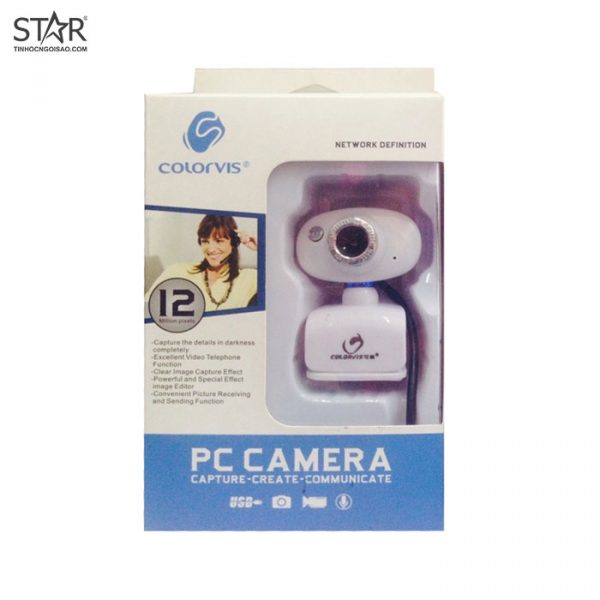 STAR®
TINHOCNGOISAO.COM
COLORVIS®
NETWORK DEFINITION
12
Million pixels
-Capture the details in darkness
completely
-Excellent Video Telephone
Function
-Clear Image Capture Effect
-Powerful and Special Effect
image Editor
-Convenient Picture Receiving
and Sending Function
COLORVIS
PC CAMERA
CAPTURE-CREATE-COMMUNICATE
USB